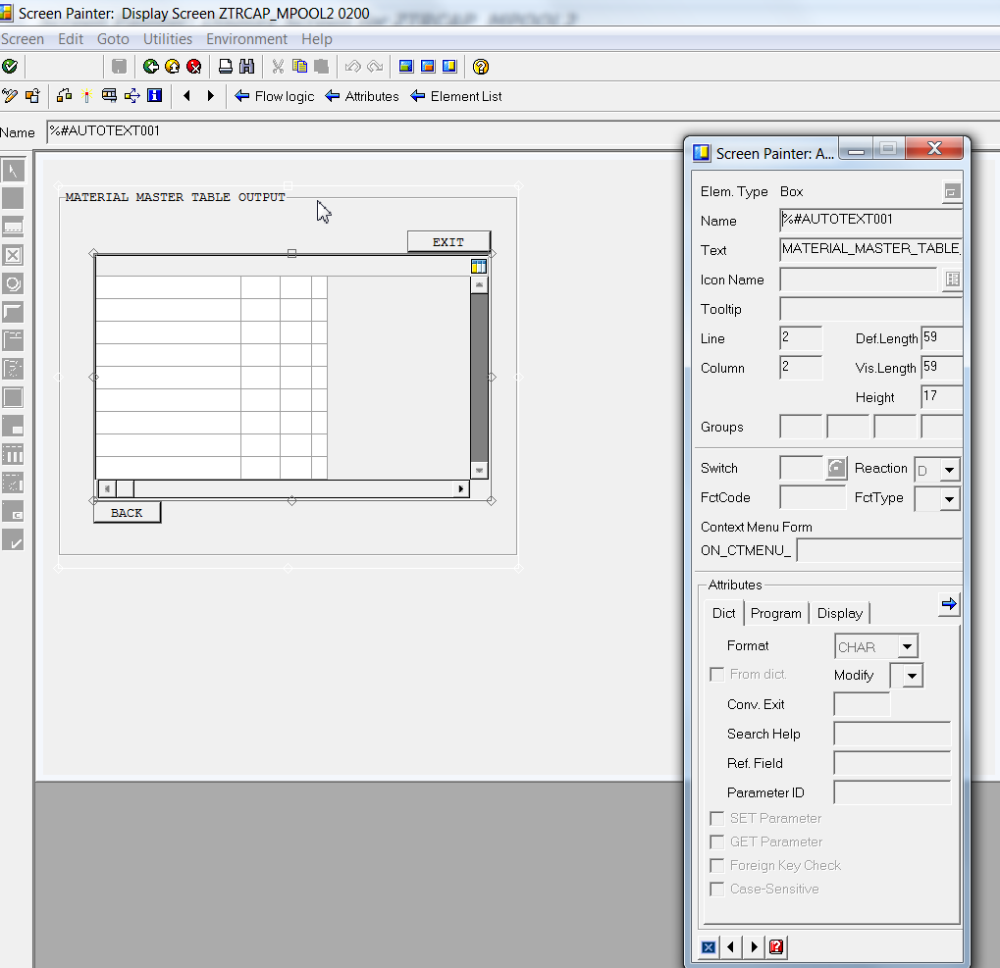 Screen Painter: Display Screen ZTRCAP_MPOOL2 0200
Screen Edit Goto Utilities Environment Help
Flow logic Attributes Element List
Name %#AUTOTEXT001
MATERIAL MASTER TABLE OUTPUT
EXIT
BACK
Screen Painter: A...
Elem. Type Box
Name %#AUTOTEXT001
Text MATERIAL_MASTER_TABLE_
Icon Name
Tooltip
Line 2 Def.Length 59
Column 2 Vis.Length 59
Height 17
Groups
Switch Reaction D
FctCode FctType
Context Menu Form
ON_CTMENU_
Attributes
Dict Program Display
Format CHAR
From dict. Modify
Conv. Exit
Search Help
Ref. Field
Parameter ID
SET Parameter
GET Parameter
Foreign Key Check
Case-Sensitive